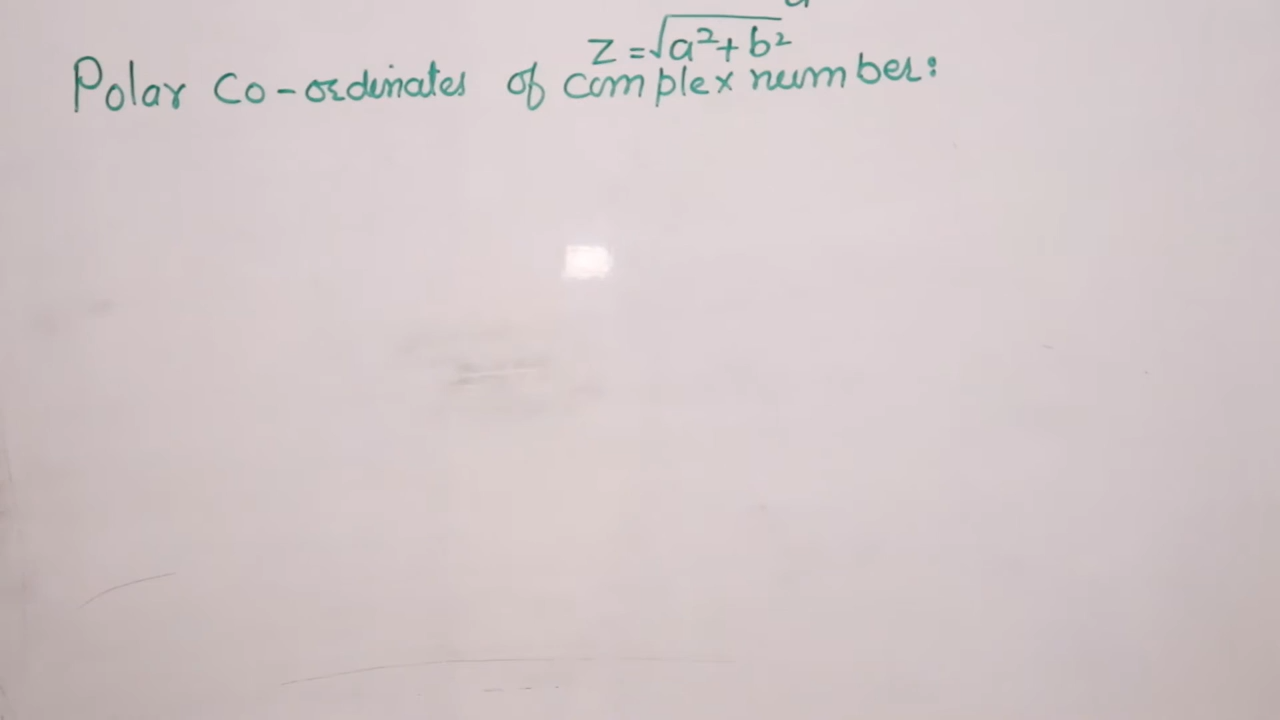 z = √a²+b²
Polar Co-ordinates of complex number: